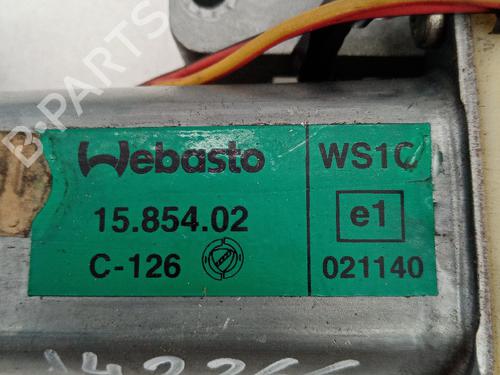 Webasto
15.854.02
C-126
WS1C
e1
021140
B-PARTS